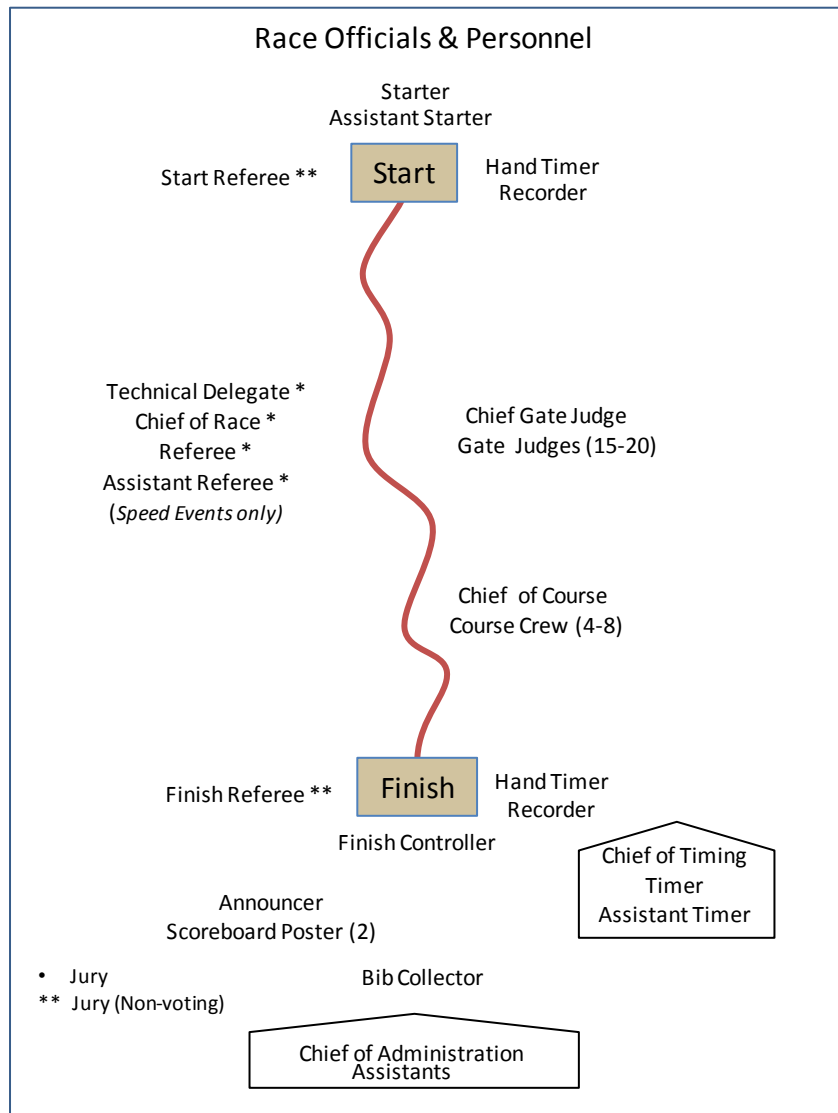 Race Officials & Personnel
Starter
Assistant Starter
Start Referee **
Start
Hand Timer
Recorder
Technical Delegate *
Chief of Race *
Referee *
Assistant Referee *
(Speed Events only)
Chief Gate Judge
Gate Judges (15-20)
Chief of Course
Course Crew (4-8)
Finish Referee **
Finish
Hand Timer
Recorder
Finish Controller
Chief of Timing
Timer
Assistant Timer
Announcer
Scoreboard Poster (2)
• Jury
** Jury (Non-voting)
Bib Collector
Chief of Administration
Assistants